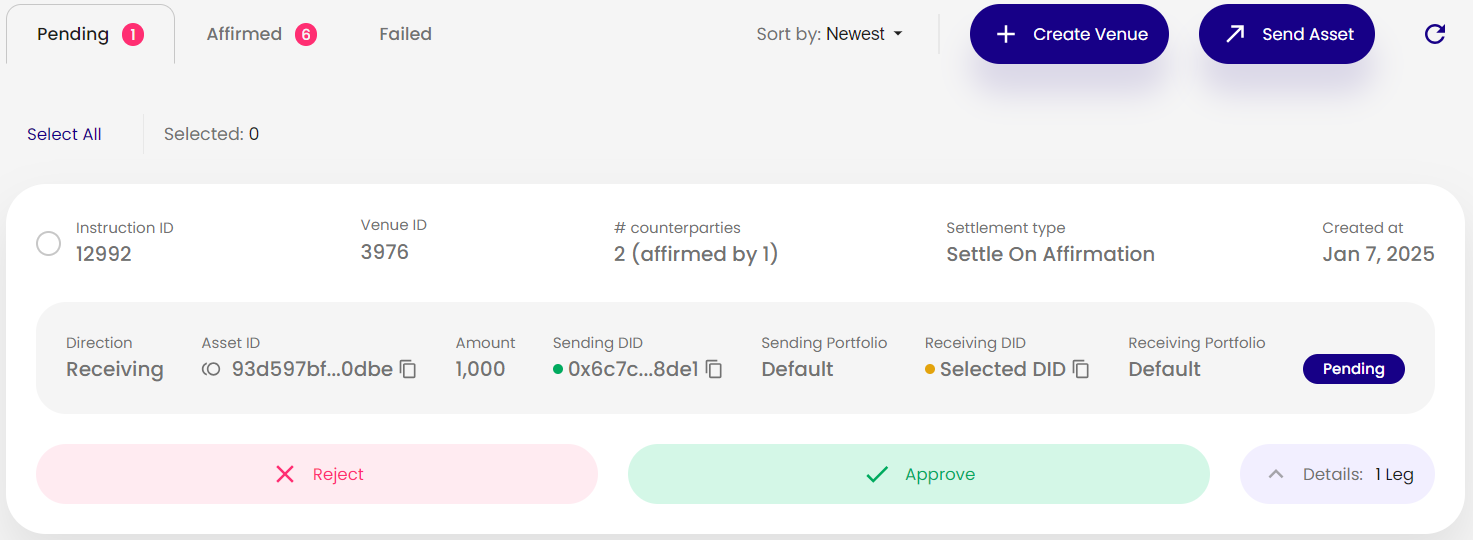 Pending 1 Affirmed 6 Failed Sort by: Newest Create Venue Send Asset
Select All Selected: 0
Instruction ID Venue ID # counterparties Settlement type Created at
12992 3976 2 (affirmed by 1) Settle On Affirmation Jan 7, 2025
Direction Asset ID Amount Sending DID Sending Portfolio Receiving DID Receiving Portfolio
Receiving 93d597bf...0dbe 1,000 0x6c7c...8de1 Default Selected DID Default Pending
Reject Approve Details: 1 Leg